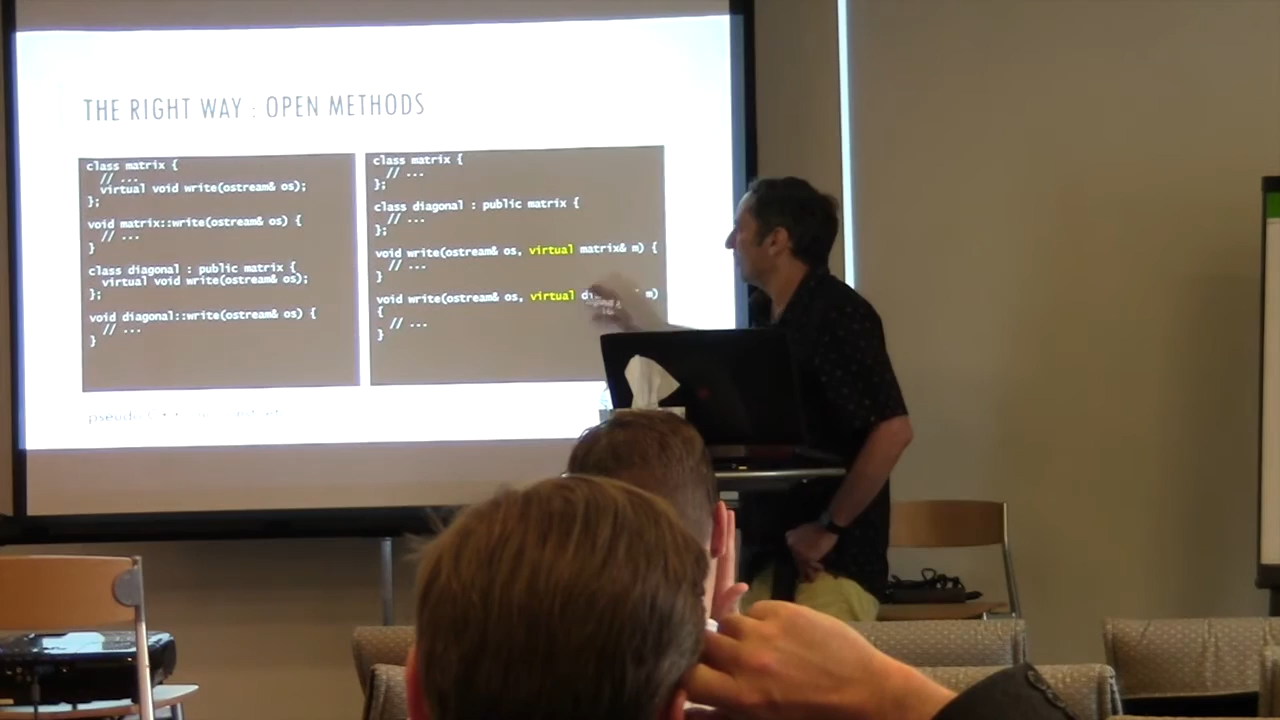 THE RIGHT WAY : OPEN METHODS
class matrix {
// ...
virtual void write(ostream& os);
};
void matrix::write(ostream& os) {
// ...
}
class diagonal : public matrix {
virtual void write(ostream& os);
};
void diagonal::write(ostream& os) {
// ...
}
class matrix {
// ...
};
class diagonal : public matrix {
// ...
};
void write(ostream& os, virtual matrix& m) {
// ...
}
void write(ostream& os, virtual m)
{
// ...
}